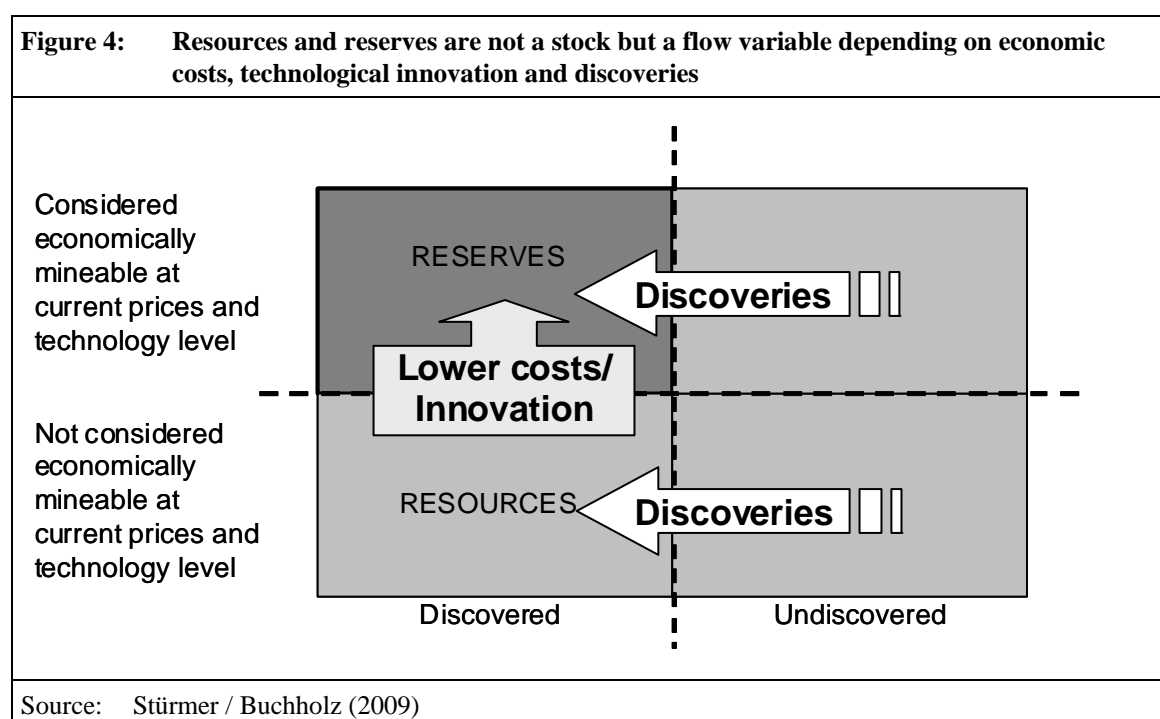 Figure 4: Resources and reserves are not a stock but a flow variable depending on economic
costs, technological innovation and discoveries
Considered
economically
mineable at
current prices and
technology level
RESERVES
Discoveries
Lower costs/
Innovation
Not considered
economically
mineable at
current prices and
technology level
RESOURCES
Discoveries
Discovered
Undiscovered
Source: Stürmer / Buchholz (2009)